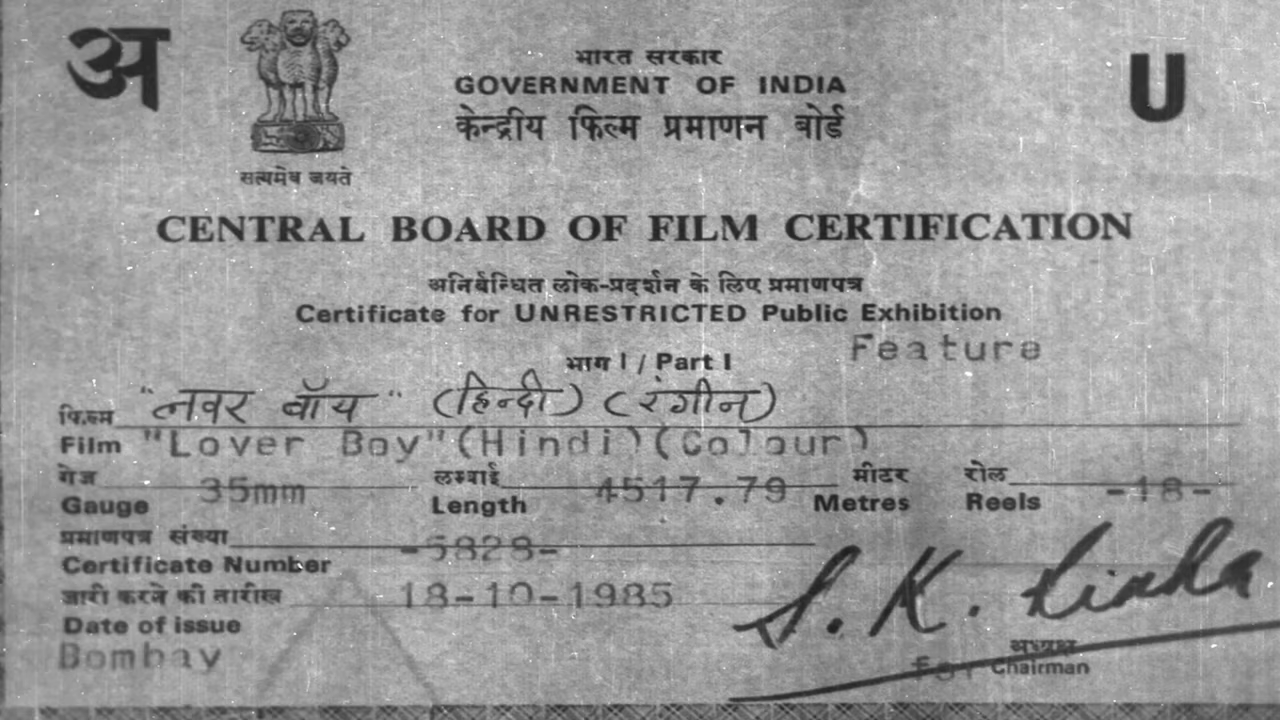 अ
सत्यमेव जयते
भारत सरकार
GOVERNMENT OF INDIA
केन्द्रीय फिल्म प्रमाणन बोर्ड
U
CENTRAL BOARD OF FILM CERTIFICATION
अनिर्बन्धित लोक-प्रदर्शन के लिए प्रमाणपत्र
Certificate for UNRESTRICTED Public Exhibition
भाग I / Part I Feature
फिल्म "लवर बॉय" (हिन्दी) (रंगीन)
Film "Lover Boy"(Hindi)(Colour)
गेज लम्बाई मीटर रोल
Gauge 35mm Length 4517.79 Metres Reels -18-
प्रमाणपत्र संख्या
Certificate Number -5828-
जारी करने की तारीख 18-10-1985
Date of issue
Bombay
S. K.
अध्यक्ष
for Chairman